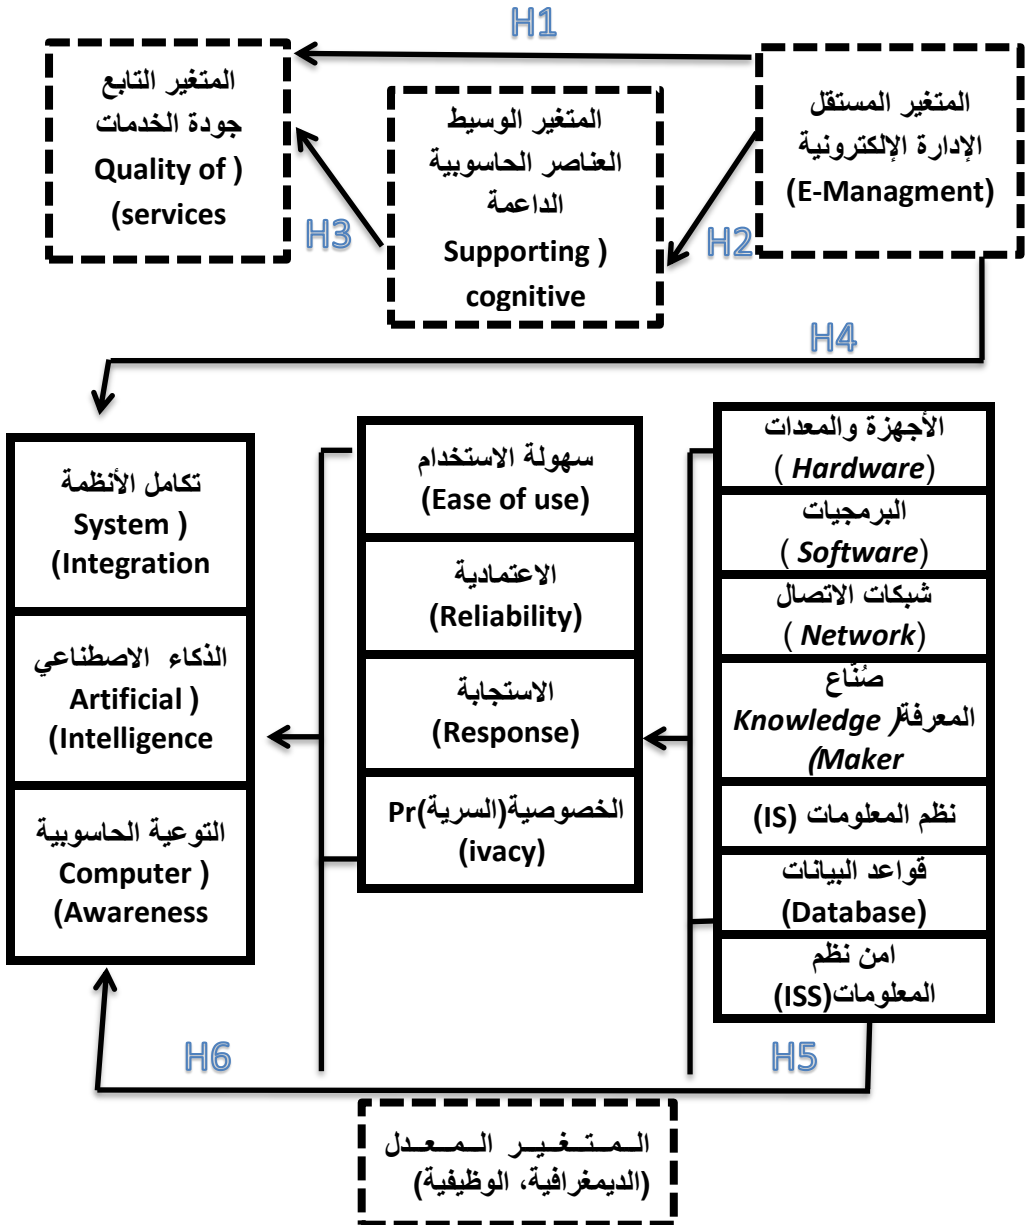 H1
المتغير المستقل
الإدارة الإلكترونية
(E-Managment)
المتغير الوسيط
العناصر الحاسوبية
الداعمة
Supporting )
cognitive
المتغير التابع
جودة الخدمات
Quality of )
(services
H2
H3
H4
الأجهزة والمعدات
( Hardware)
البرمجيات
( Software)
شبكات الاتصال
( Network)
صُنّاع
المعرفة( Knowledge
(Maker
نظم المعلومات (IS)
قواعد البيانات
(Database)
امن نظم
المعلومات(ISS)
سهولة الاستخدام
(Ease of use)
الاعتمادية
(Reliability)
الاستجابة
(Response)
الخصوصية(السرية)Pr
(ivacy)
تكامل الأنظمة
System )
(Integration
الذكاء الاصطناعي
Artificial )
(Intelligence
التوعية الحاسوبية
Computer )
(Awareness
H5
H6
الـمـتـغـيـر الـمـعـدل
(الديمغرافية، الوظيفية)